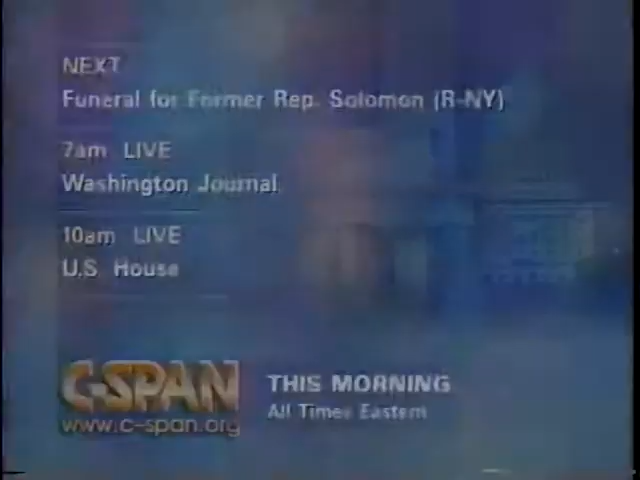 NEXT
Funeral for Former Rep. Solomon (R-NY)
7am LIVE
Washington Journal
10am LIVE
U.S. House
C-SPAN
www.c-span.org
THIS MORNING
All Times Eastern